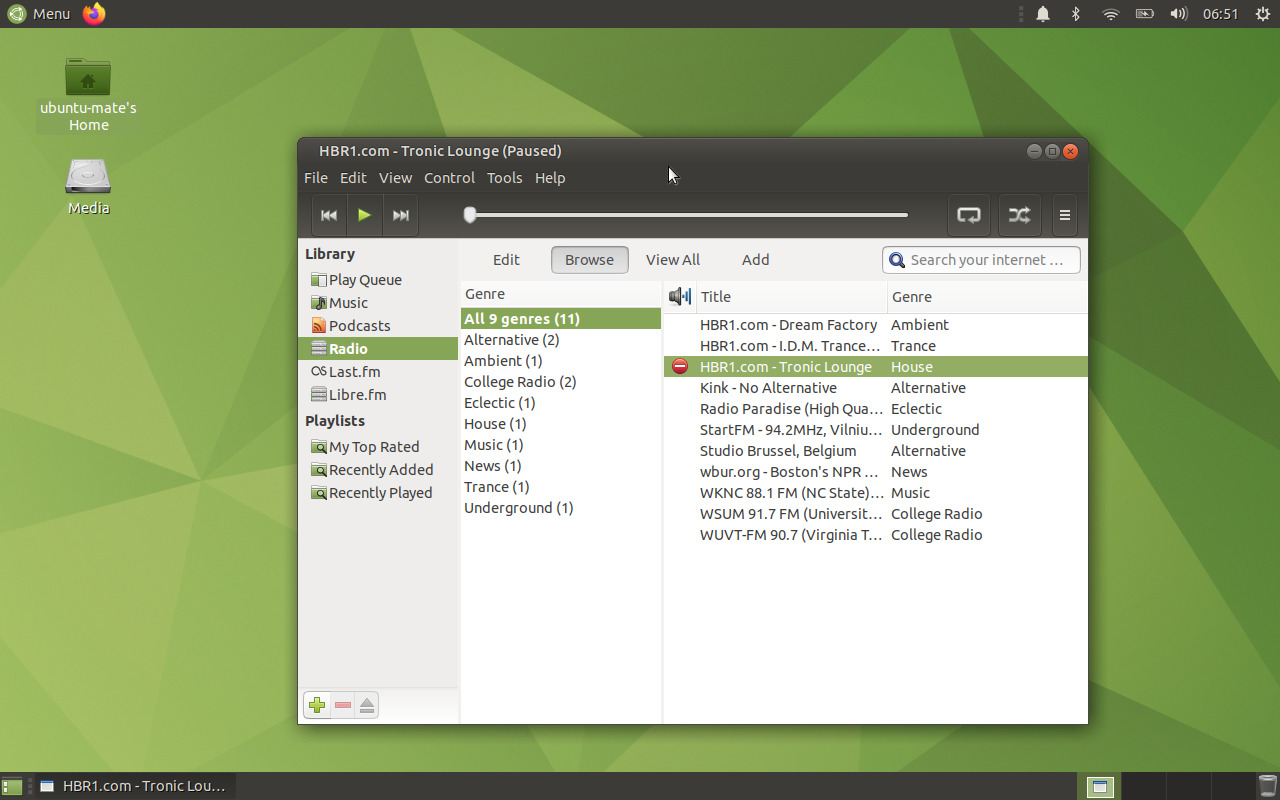 Menu
06:51
ubuntu-mate's
Home
Media
HBR1.com - Tronic Lounge (Paused)
File Edit View Control Tools Help
Library
Play Queue
Music
Podcasts
Radio
Last.fm
Libre.fm
Playlists
My Top Rated
Recently Added
Recently Played
Edit Browse View All Add
Search your internet ...
Genre
All 9 genres (11)
Alternative (2)
Ambient (1)
College Radio (2)
Eclectic (1)
House (1)
Music (1)
News (1)
Trance (1)
Underground (1)
Title Genre
HBR1.com - Dream Factory Ambient
HBR1.com - I.D.M. Trance... Trance
HBR1.com - Tronic Lounge House
Kink - No Alternative Alternative
Radio Paradise (High Qua... Eclectic
StartFM - 94.2MHz, Vilniu... Underground
Studio Brussel, Belgium Alternative
wbur.org - Boston's NPR ... News
WKNC 88.1 FM (NC State)... Music
WSUM 91.7 FM (Universit... College Radio
WUVT-FM 90.7 (Virginia T... College Radio
HBR1.com - Tronic Lou...